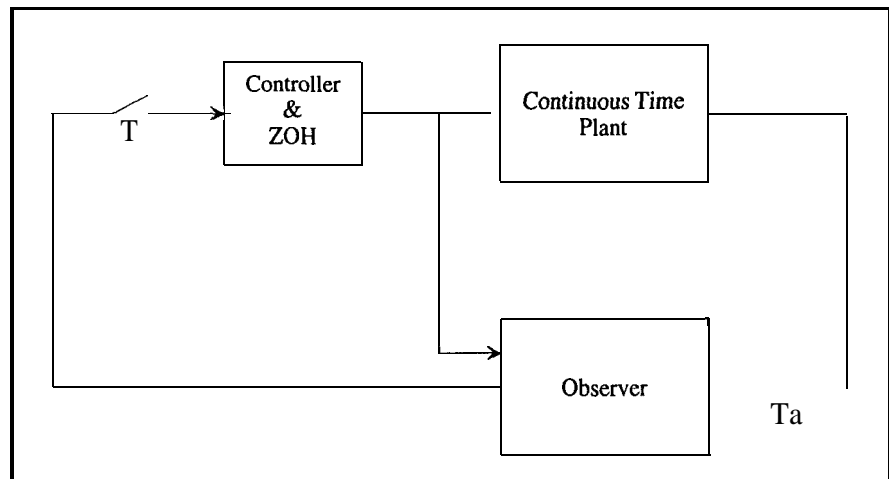 Controller
&
ZOH
Continuous Time
Plant
T
Observer
Ta